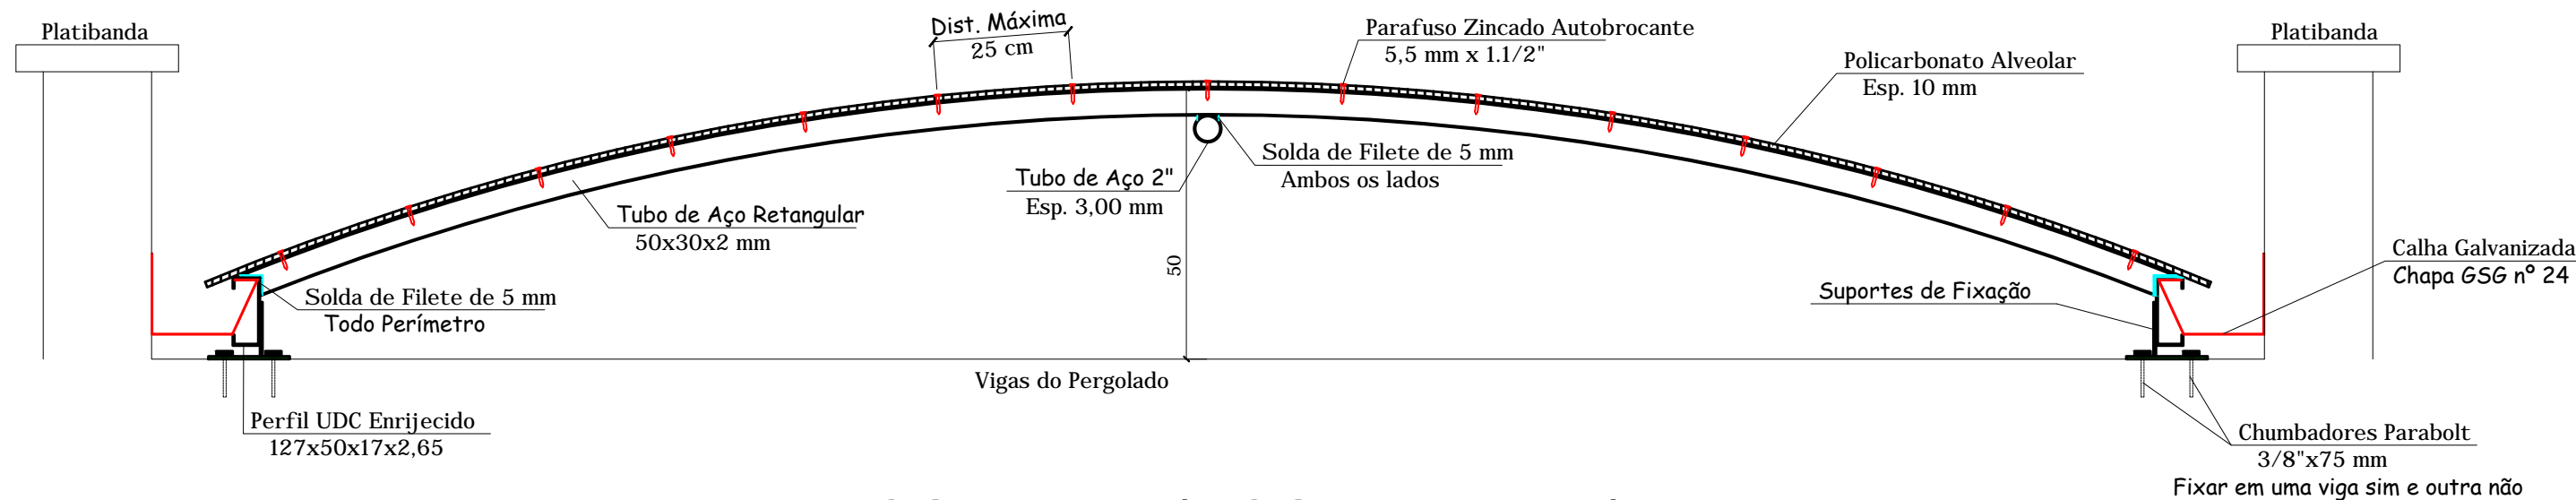 Platibanda
Dist. Máxima
25 cm
Parafuso Zincado Autobrocante
5,5 mm x 1.1/2"
Policarbonato Alveolar
Esp. 10 mm
Platibanda
Solda de Filete de 5 mm
Ambos os lados
Tubo de Aço 2"
Esp. 3,00 mm
Tubo de Aço Retangular
50x30x2 mm
50
Solda de Filete de 5 mm
Todo Perímetro
Suportes de Fixação
Calha Galvanizada
Chapa GSG nº 24
Vigas do Pergolado
Perfil UDC Enrijecido
127x50x17x2,65
Chumbadores Parabolt
3/8"x75 mm
Fixar em uma viga sim e outra não